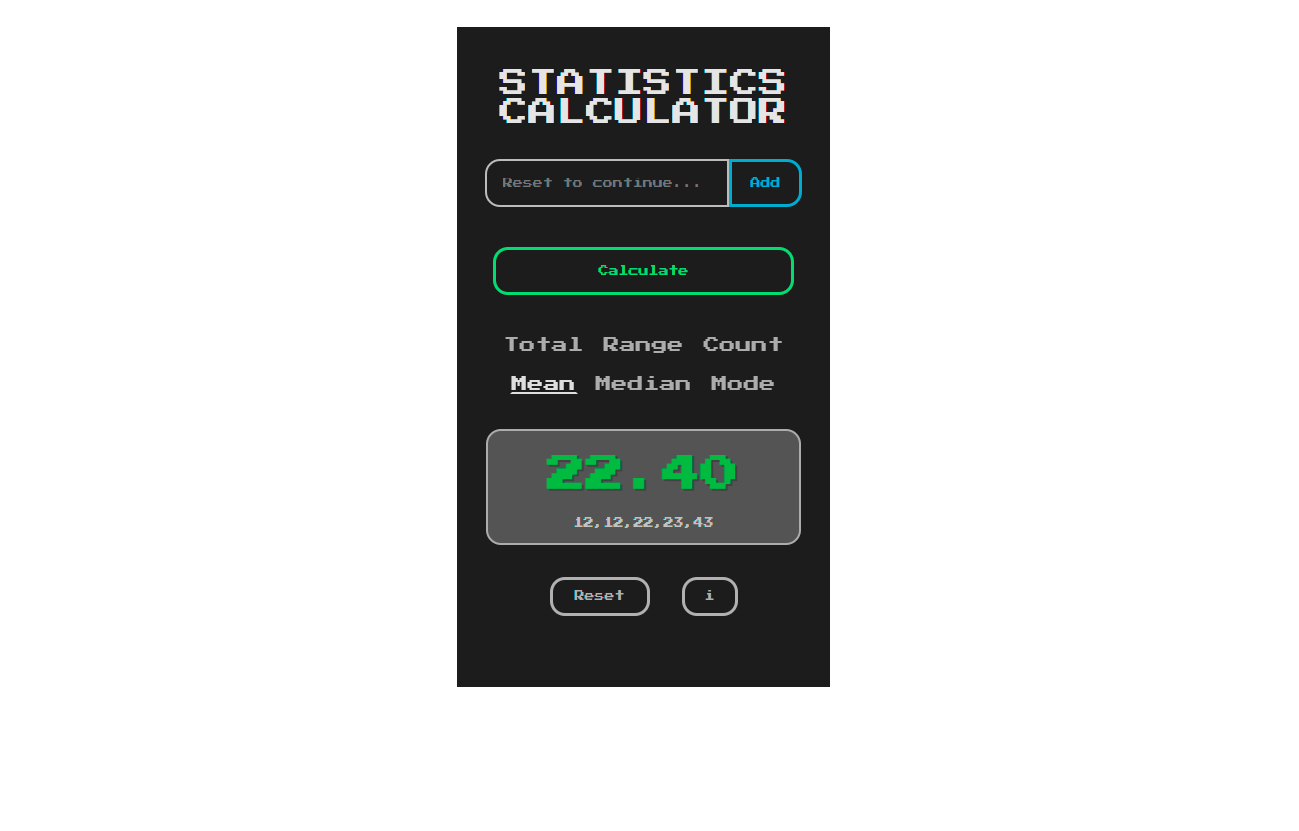 STATISTICS
CALCULATOR
Reset to continue... Add
Calculate
Total Range Count
Mean Median Mode
22.40
12,12,22,23,43
Reset i